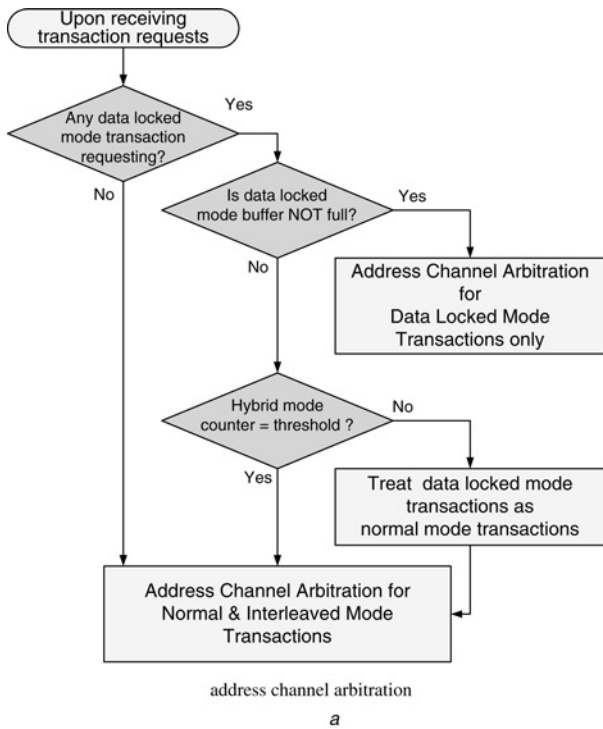 Upon receiving
transaction requests
Any data locked
mode transaction
requesting?
Yes
No
Is data locked
mode buffer NOT full?
Yes
No
Address Channel Arbitration
for
Data Locked Mode
Transactions only
Hybrid mode
counter = threshold ?
No
Yes
Treat data locked mode
transactions as
normal mode transactions
Address Channel Arbitration for
Normal & Interleaved Mode
Transactions
address channel arbitration
a